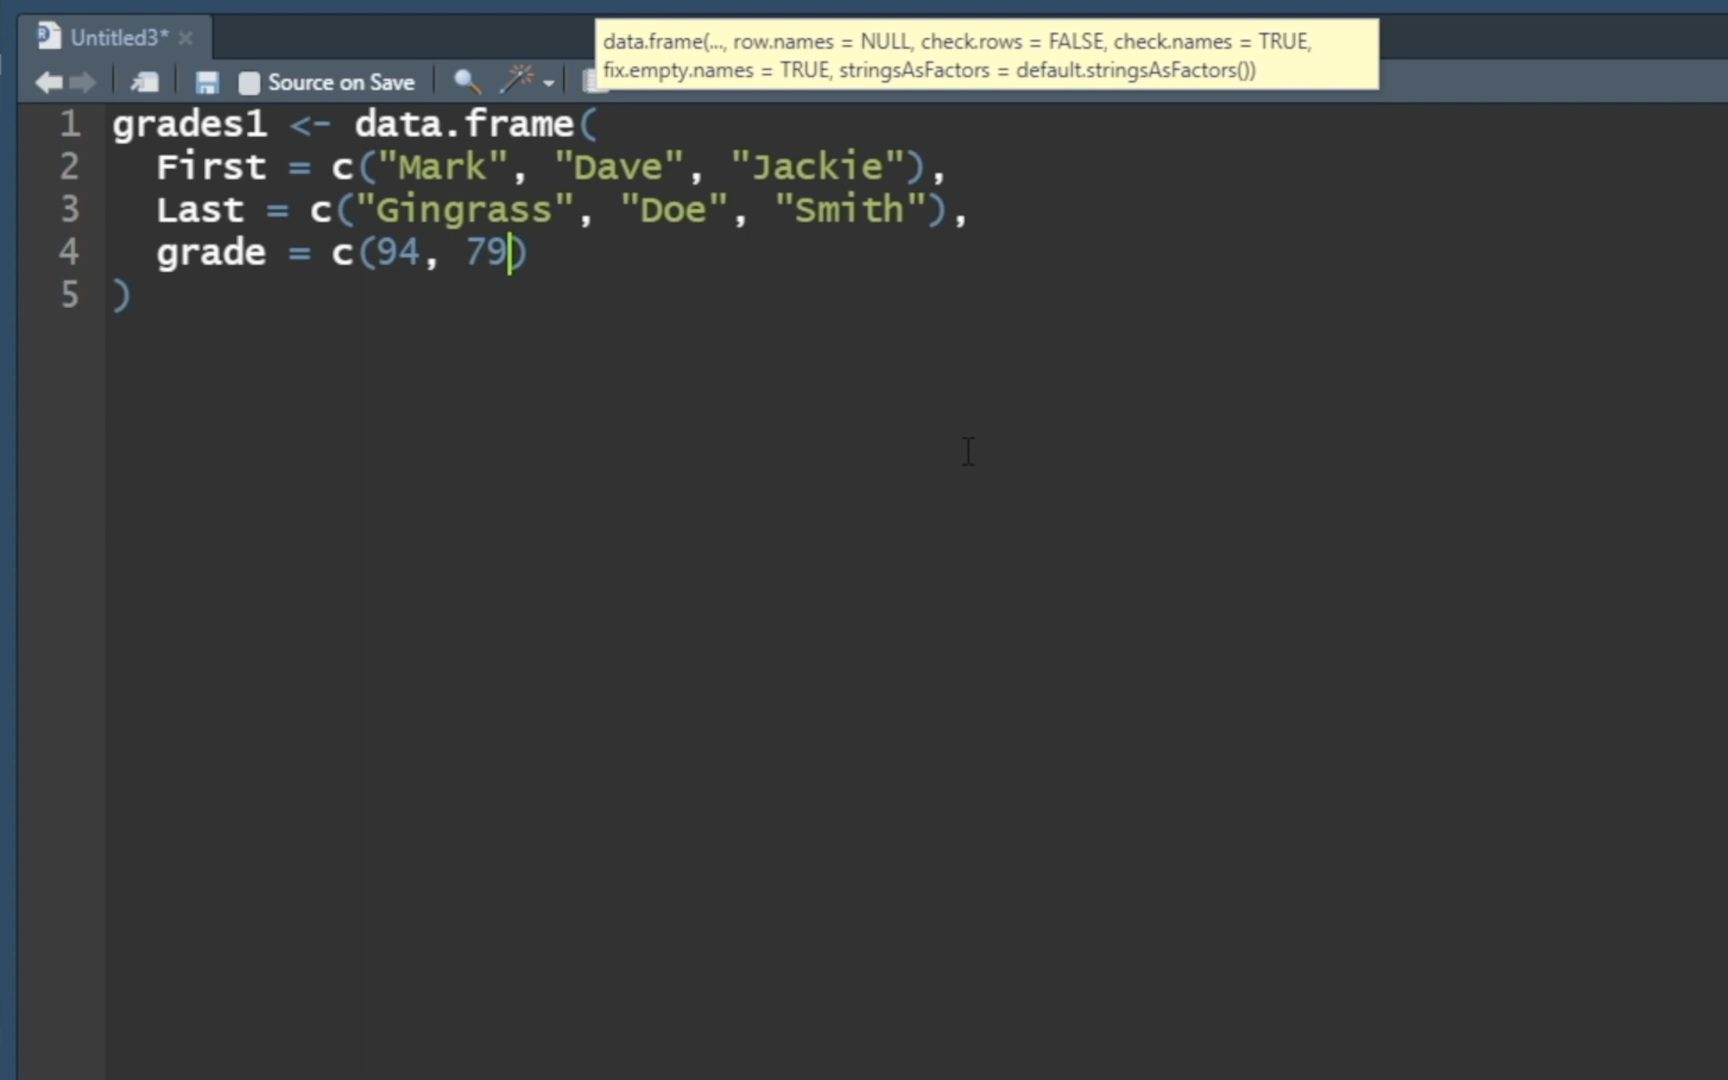 Untitled3*
data.frame(..., row.names = NULL, check.rows = FALSE, check.names = TRUE,
fix.empty.names = TRUE, stringsAsFactors = default.stringsAsFactors())
Source on Save
1 grades1 <- data.frame(
2   First = c("Mark", "Dave", "Jackie"),
3   Last = c("Gingrass", "Doe", "Smith"),
4   grade = c(94, 79)
5 )